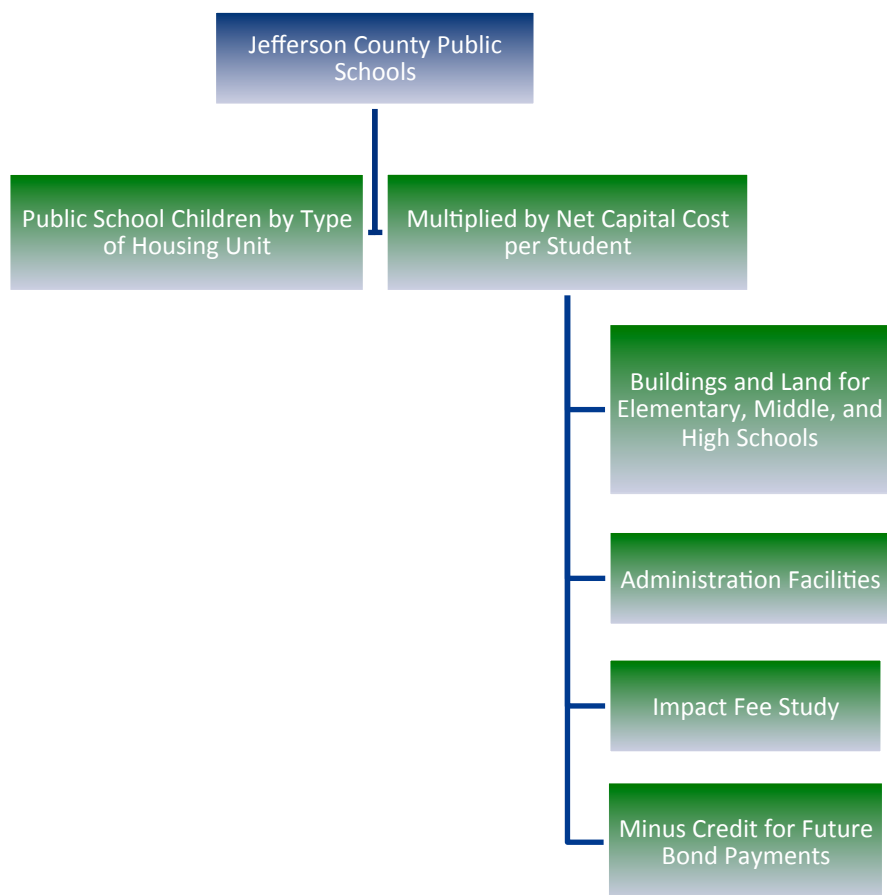 Jefferson County Public
Schools
Public School Children by Type
of Housing Unit
Multiplied by Net Capital Cost
per Student
Buildings and Land for
Elementary, Middle, and
High Schools
Administration Facilities
Impact Fee Study
Minus Credit for Future
Bond Payments